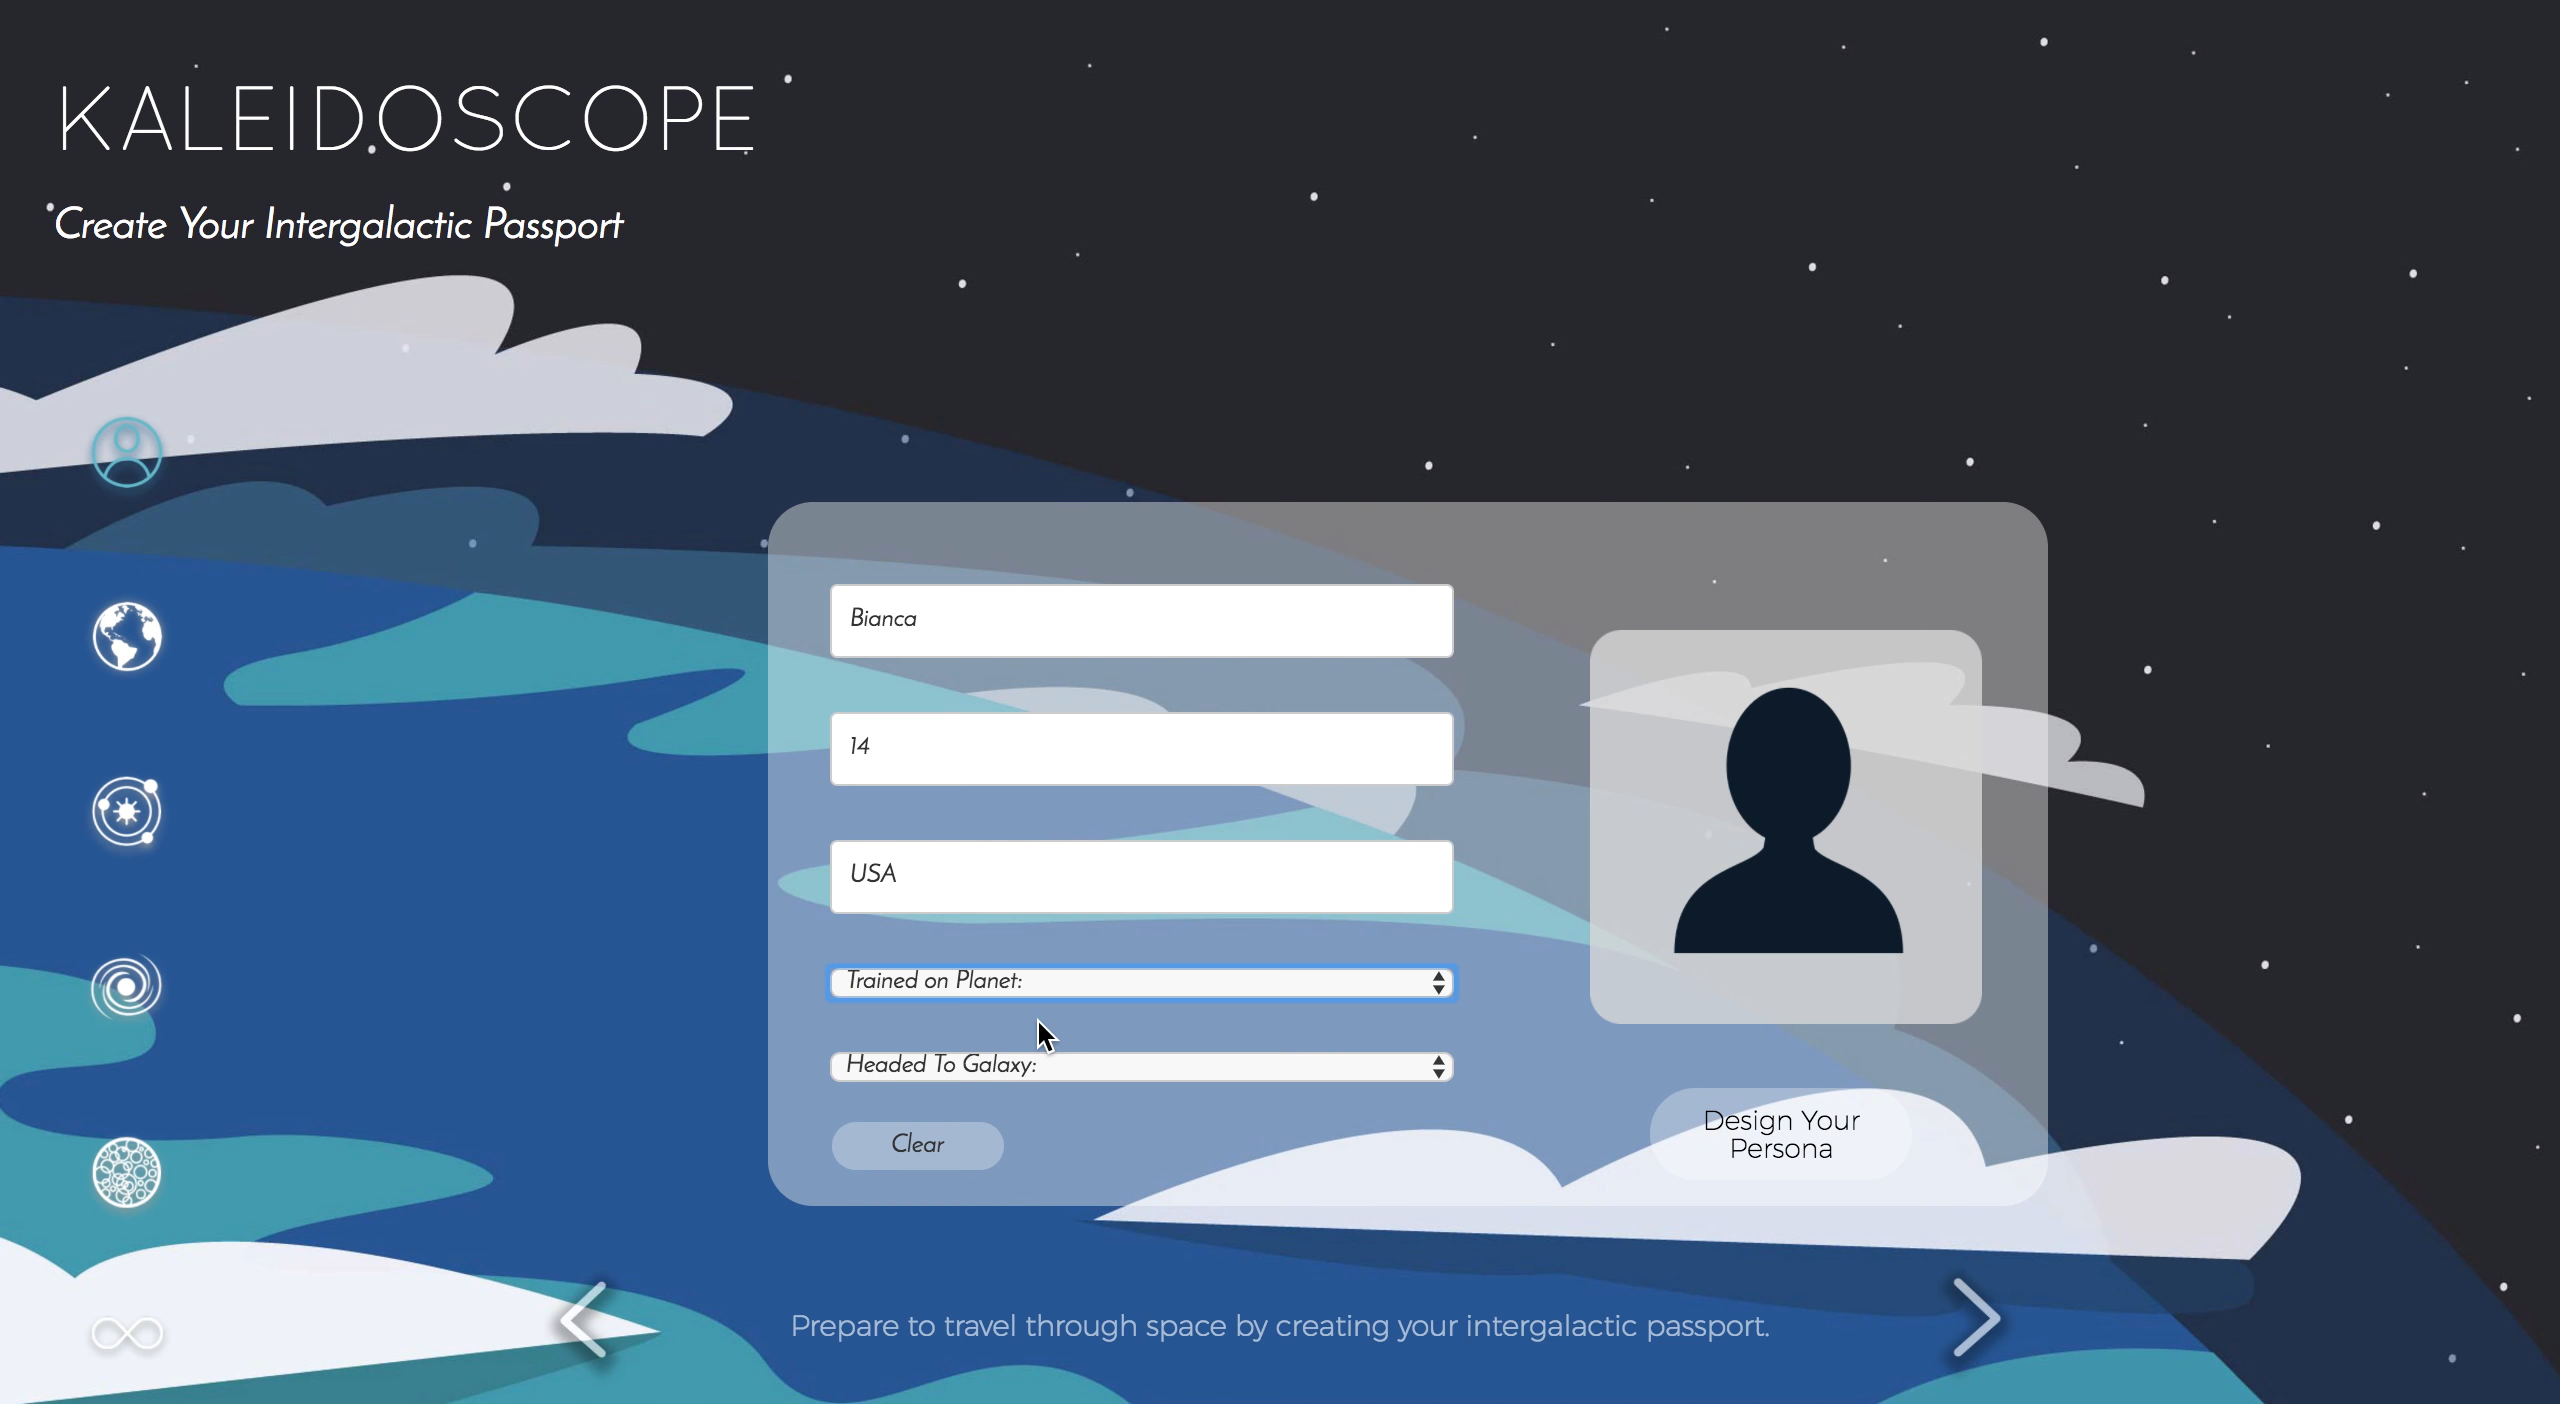 KALEIDOSCOPE
Create Your Intergalactic Passport
Bianca
14
USA
Trained on Planet:
Headed To Galaxy:
Clear
Design Your
Persona
Prepare to travel through space by creating your intergalactic passport.